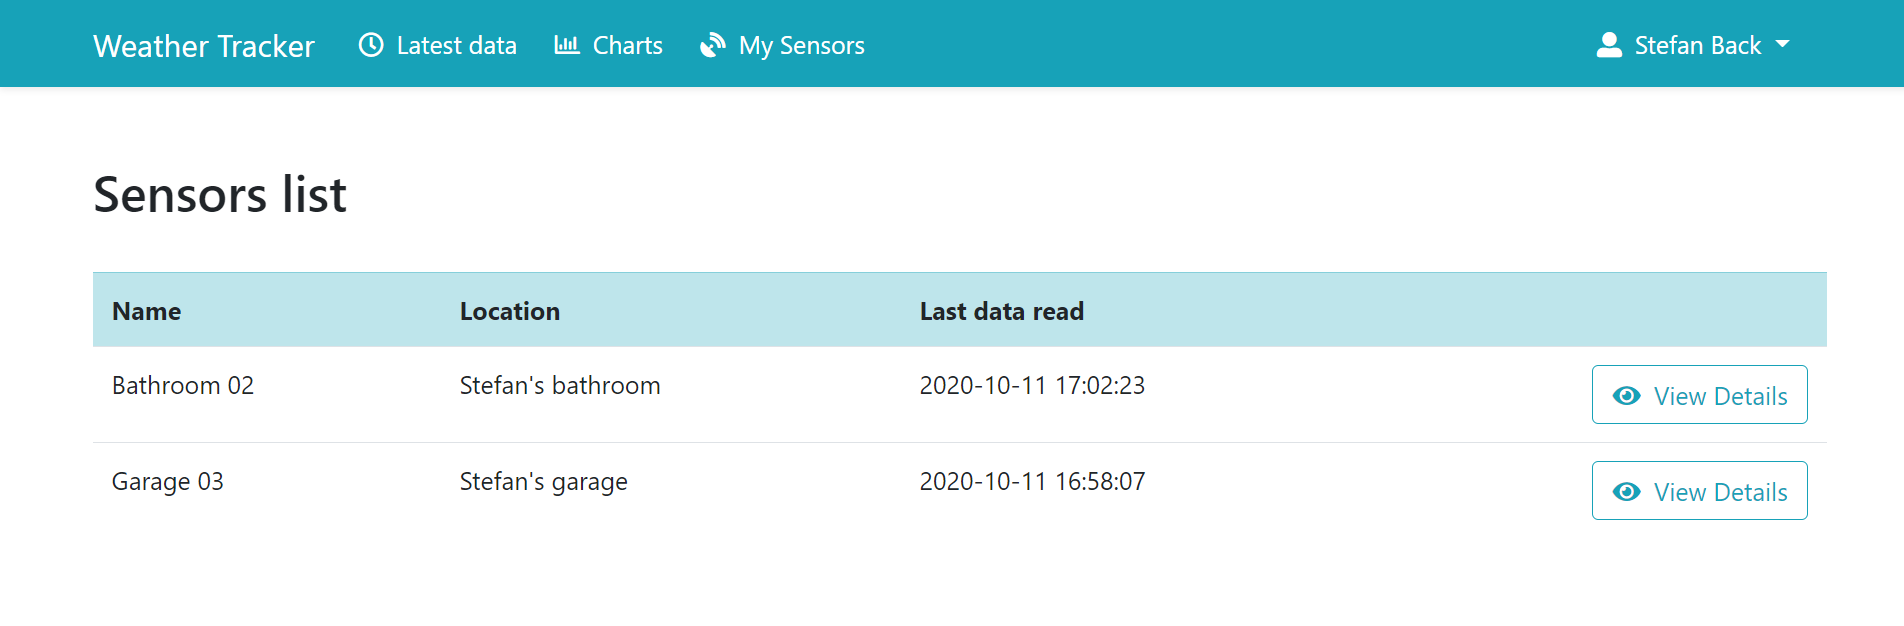 Weather Tracker Latest data Charts My Sensors Stefan Back
Sensors list
Name Location Last data read
Bathroom 02 Stefan's bathroom 2020-10-11 17:02:23 View Details
Garage 03 Stefan's garage 2020-10-11 16:58:07 View Details